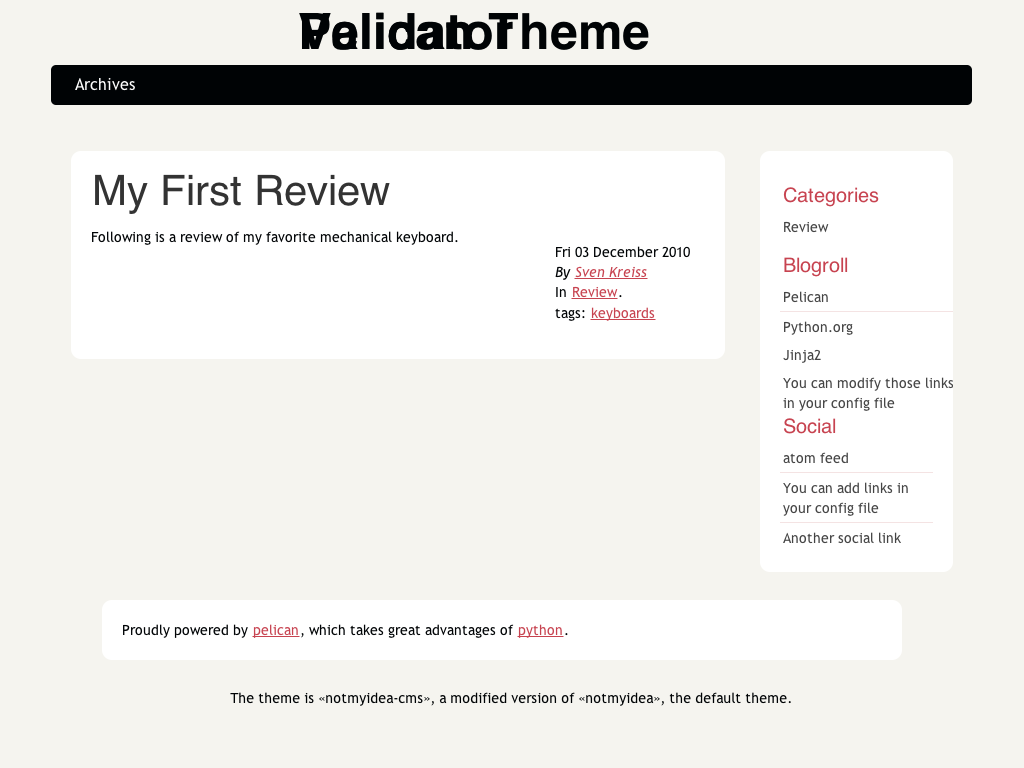 Theme
Archives
My First Review
Following is a review of my favorite mechanical keyboard.
Fri 03 December 2010
By Sven Kreiss
In Review.
tags: keyboards
Categories
Review
Blogroll
Pelican
Python.org
Jinja2
You can modify those links
in your config file
Social
atom feed
You can add links in
your config file
Another social link
Proudly powered by pelican, which takes great advantages of python.
The theme is «notmyidea-cms», a modified version of «notmyidea», the default theme.